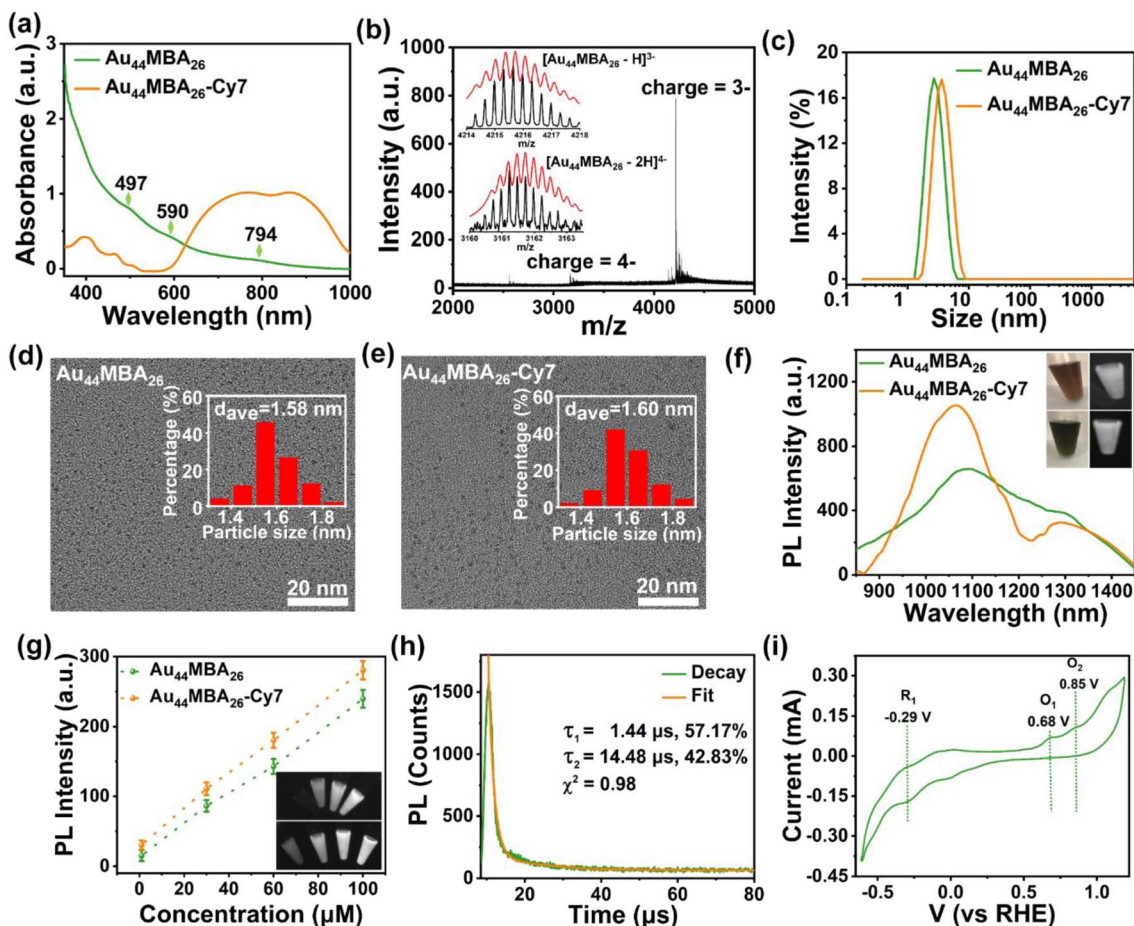 (a)
3
2
1
0
Absorbance (a.u.)
Au₄₄MBA₂₆
Au₄₄MBA₂₆-Cy7
497
590
794
400 600 800 1000
Wavelength (nm)
(b)
1000
800
600
400
200
0
Intensity (a.u.)
[Au₄₄MBA₂₆ - H]³⁻
charge = 3-
4214 4215 4216 4217 4218
m/z
[Au₄₄MBA₂₆ - 2H]⁴⁻
3160 3161 3162 3163
m/z
charge = 4-
2000 3000 4000 5000
m/z
(c)
20
16
12
8
4
0
Intensity (%)
Au₄₄MBA₂₆
Au₄₄MBA₂₆-Cy7
0.1 1 10 100 1000
Size (nm)
(d)
Au₄₄MBA₂₆
60
40
20
0
Percentage (%)
dave=1.58 nm
1.4 1.6 1.8
Particle size (nm)
20 nm
(e)
Au₄₄MBA₂₆-Cy7
60
40
20
0
Percentage (%)
dave=1.60 nm
1.4 1.6 1.8
Particle size (nm)
20 nm
(f)
1200
800
400
0
PL Intensity (a.u.)
Au₄₄MBA₂₆
Au₄₄MBA₂₆-Cy7
900 1000 1100 1200 1300 1400
Wavelength (nm)
(g)
300
200
100
0
PL Intensity (a.u.)
Au₄₄MBA₂₆
Au₄₄MBA₂₆-Cy7
0 20 40 60 80 100
Concentration (μM)
(h)
1500
1000
500
0
PL (Counts)
Decay
Fit
τ₁ = 1.44 μs, 57.17%
τ₂ = 14.48 μs, 42.83%
χ² = 0.98
20 40 60 80
Time (μs)
(i)
0.30
0.15
0.00
-0.15
-0.30
-0.45
Current (mA)
R₁
-0.29 V
O₁
0.68 V
O₂
0.85 V
-0.5 0.0 0.5 1.0
V (vs RHE)